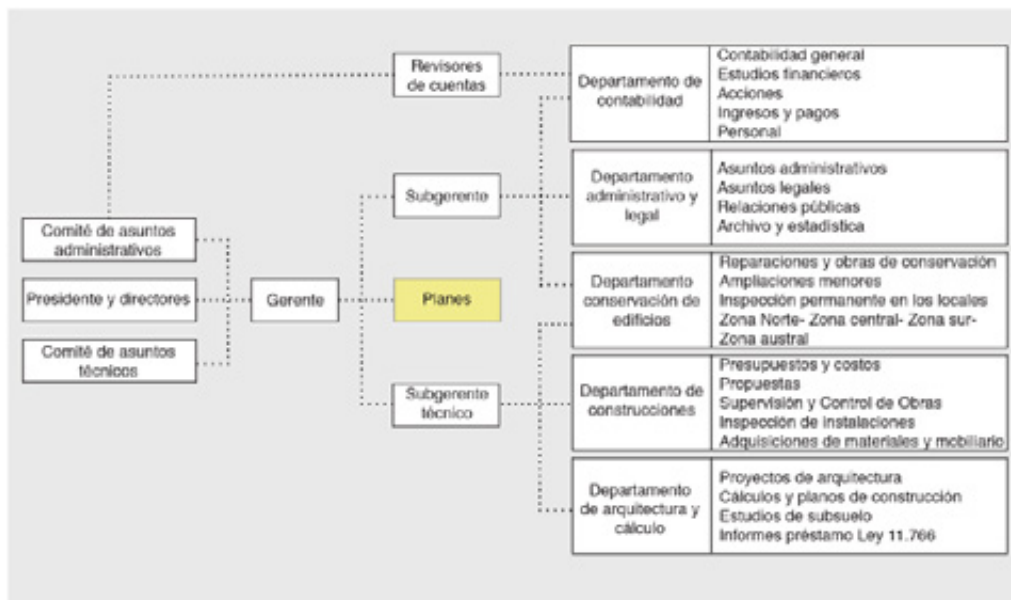 Revisores
de cuentas
Departamento de
contabilidad
Contabilidad general
Estudios financieros
Acciones
Ingresos y pagos
Personal
Subgerente
Departamento
administrativo y
legal
Asuntos administrativos
Asuntos legales
Relaciones públicas
Archivo y estadística
Comité de asuntos
administrativos
Presidente y directores
Comité de asuntos
técnicos
Gerente
Planes
Departamento
conservación de
edificios
Reparaciones y obras de conservación
Ampliaciones menores
Inspección permanente en los locales
Zona Norte- Zona central- Zona sur-
Zona austral
Subgerente
técnico
Departamento de
construcciones
Presupuestos y costos
Propuestas
Supervisión y Control de Obras
Inspección de instalaciones
Adquisiciones de materiales y mobiliario
Departamento
de arquitectura y
cálculo
Proyectos de arquitectura
Cálculos y planos de construcción
Estudios de subsuelo
Informes préstamo Ley 11.766